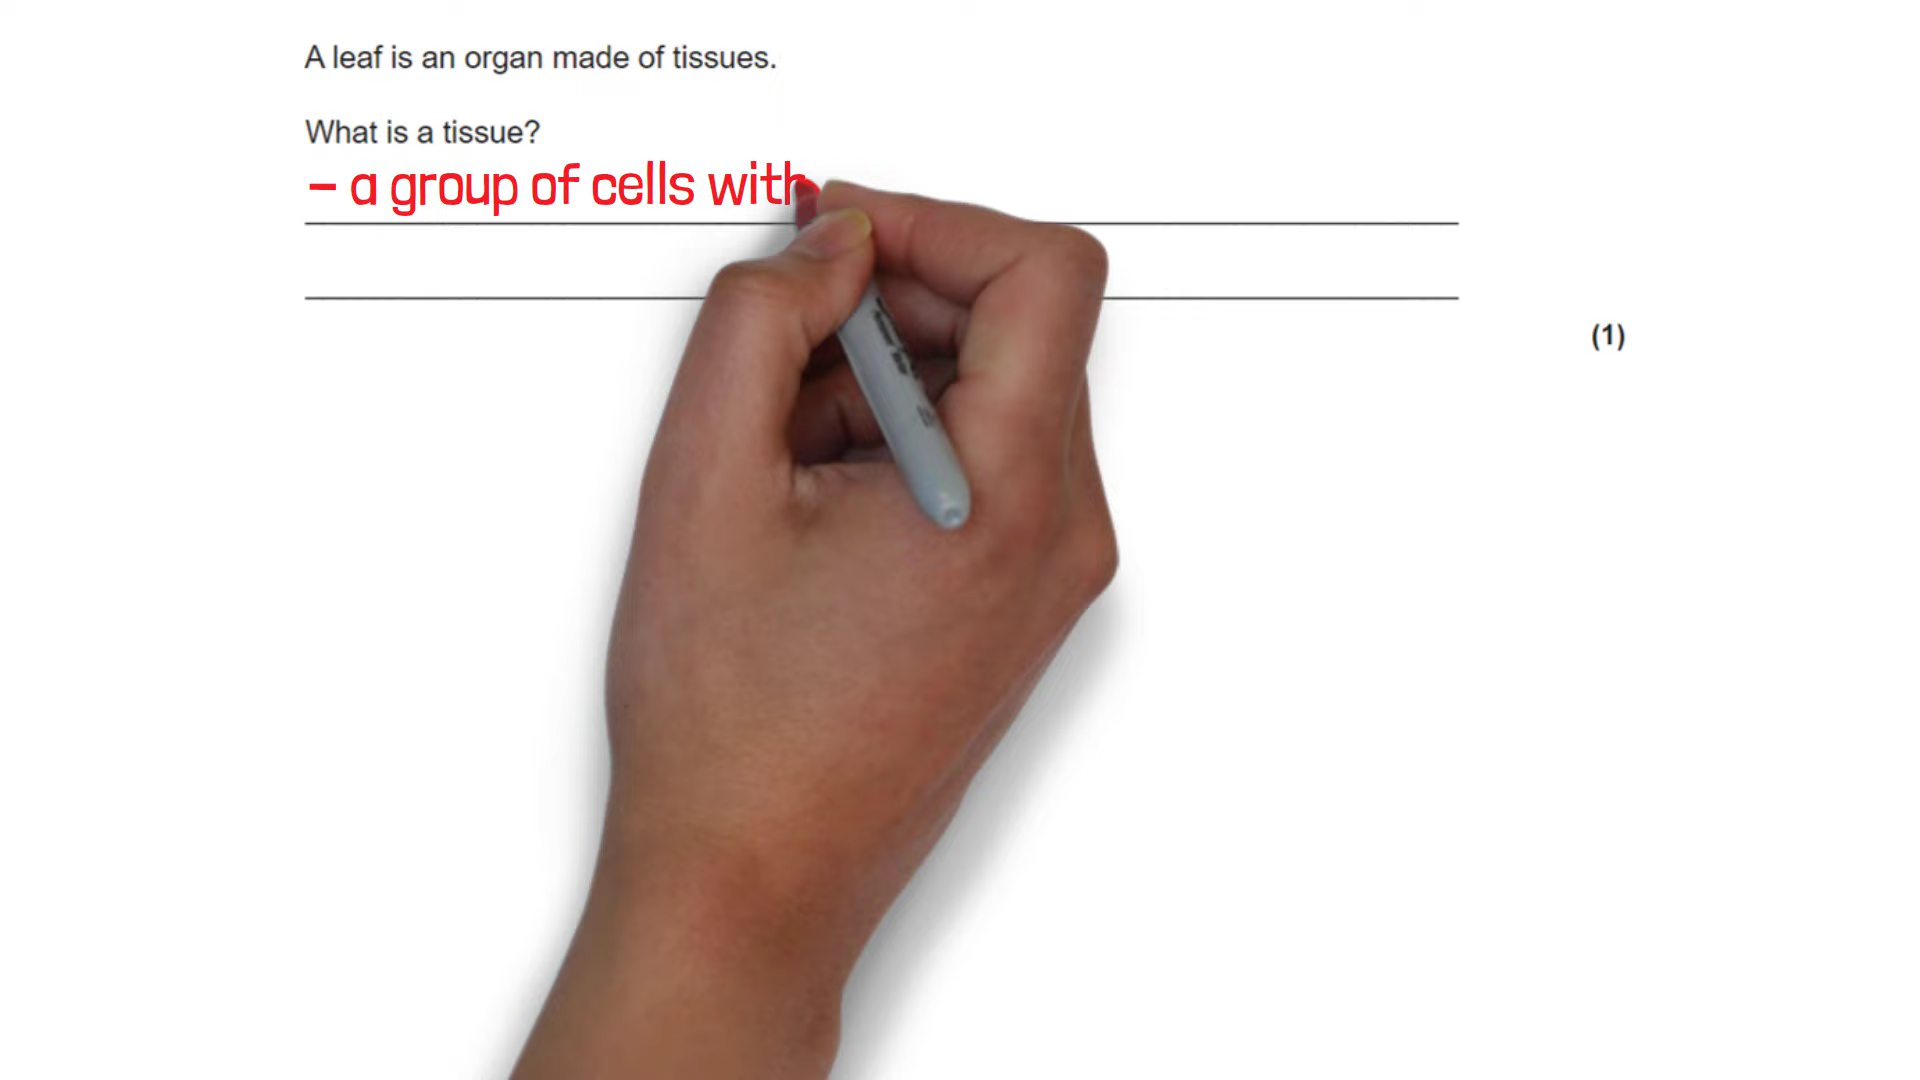 A leaf is an organ made of tissues.
What is a tissue?
– a group of cells with
(1)